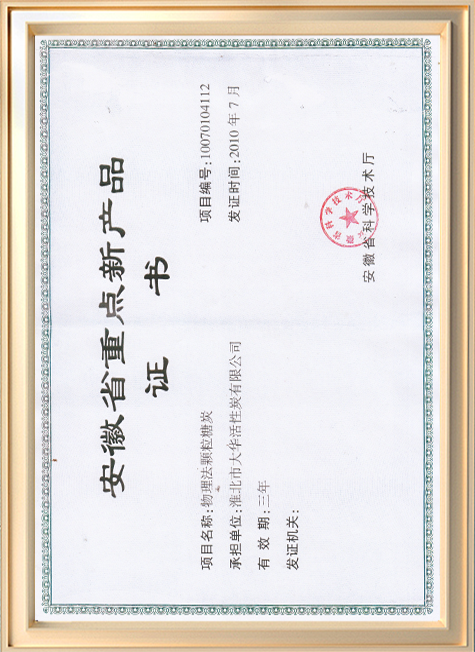 安徽省重点新产品
证书
项目名称:物理法颗粒糖炭
项目编号:10070104112
承担单位:淮北市大华活性炭有限公司
发证时间:2010年7月
有效期:三年
发证机关:
安徽省科学技术厅